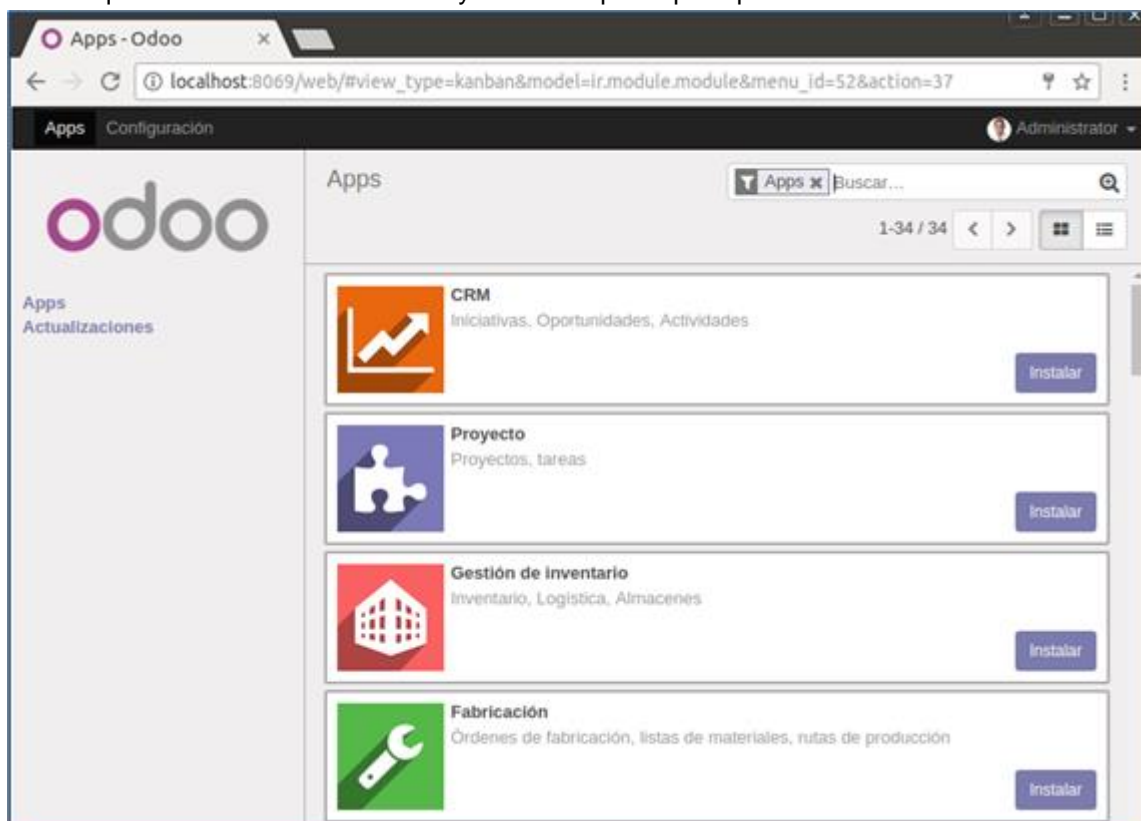 Apps - Odoo
localhost:8069/web/#view_type=kanban&model=ir.module.module&menu_id=52&action=37
Apps Configuración Administrator
odoo
Apps
Actualizaciones
Apps
Apps Buscar...
1-34 / 34
CRM
Iniciativas, Oportunidades, Actividades
Instalar
Proyecto
Proyectos, tareas
Instalar
Gestión de inventario
Inventario, Logística, Almacenes
Instalar
Fabricación
Órdenes de fabricación, listas de materiales, rutas de producción
Instalar